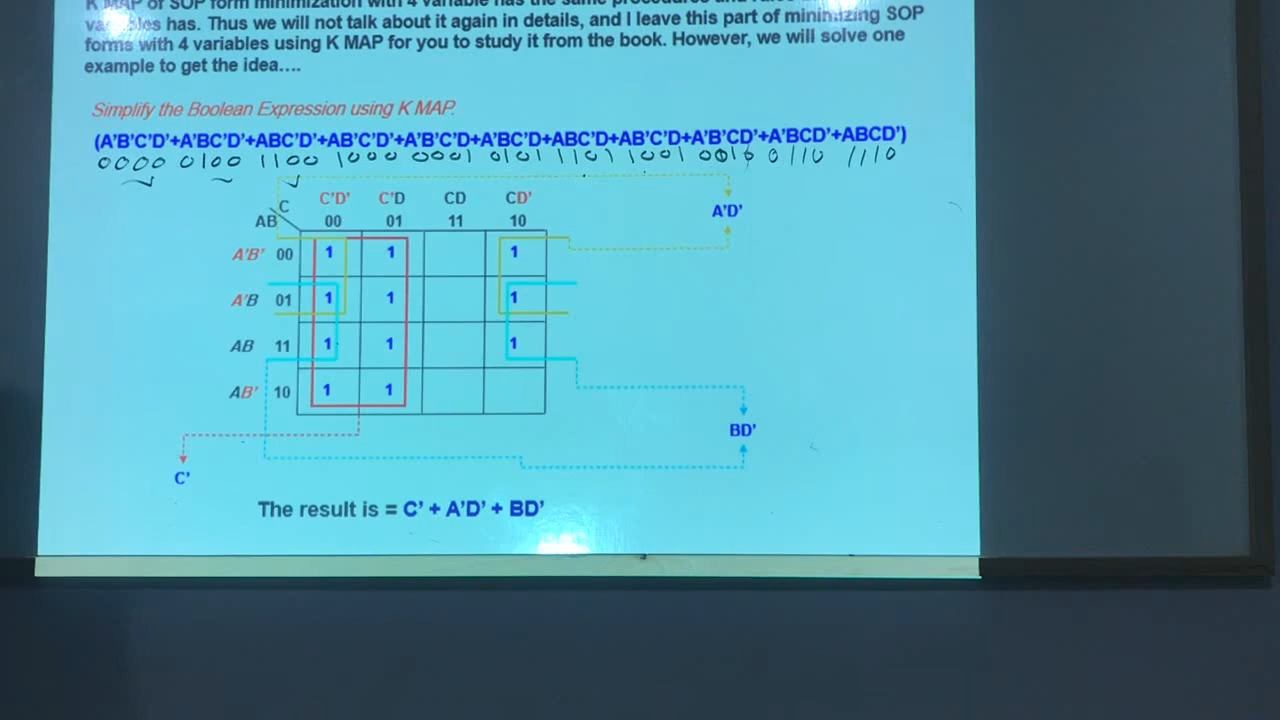 K MAP of SOP form minimization with 4 variable has the same procedures and
variables has. Thus we will not talk about it again in details, and I leave this part of minimizing SOP
forms with 4 variables using K MAP for you to study it from the book. However, we will solve one
example to get the idea....
Simplify the Boolean Expression using K MAP.
(A'B'C'D'+A'BC'D'+ABC'D'+AB'C'D'+A'B'C'D+A'BC'D+ABC'D+AB'C'D+A'B'CD'+A'BCD'+ABCD')
0000 0100 1100 1000 0001 0101 1101 1001 0010 0110 1110
C'D' C'D CD CD'
C
AB 00 01 11 10
A'D'
A'B' 00 1 1 1
A'B 01 1 1 1
AB 11 1 1 1
AB' 10 1 1
BD'
C'
The result is = C' + A'D' + BD'